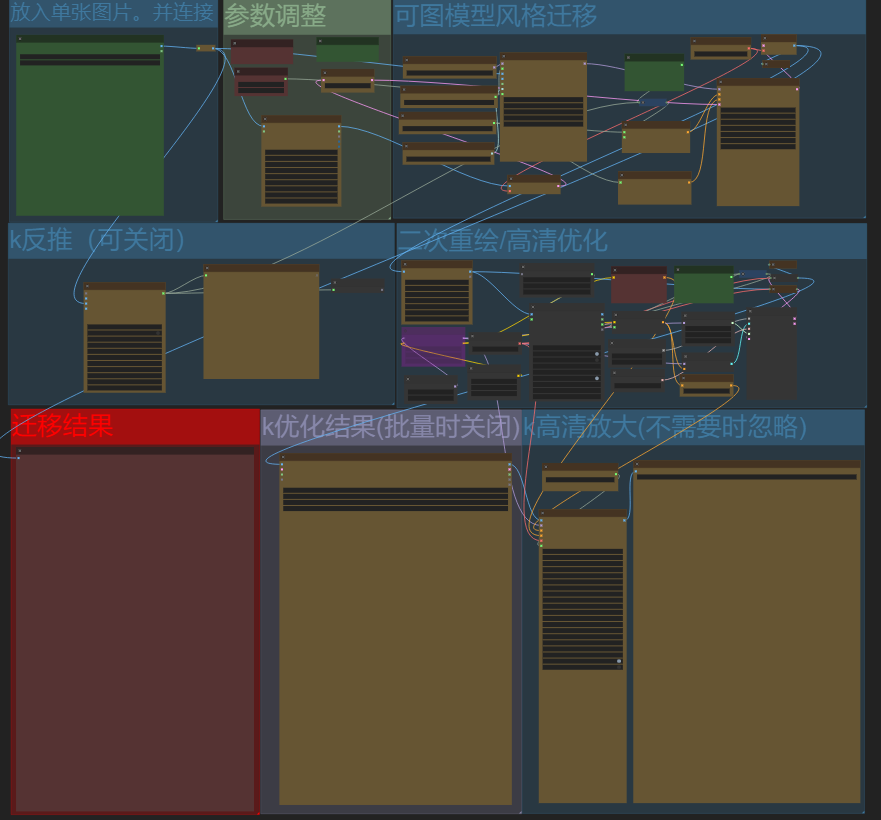 放入单张图片。并连接
参数调整
可图模型风格迁移
k反推（可关闭）
二次重绘/高清优化
迁移结果
k优化结果(批量时关闭)
k高清放大(不需要时忽略)